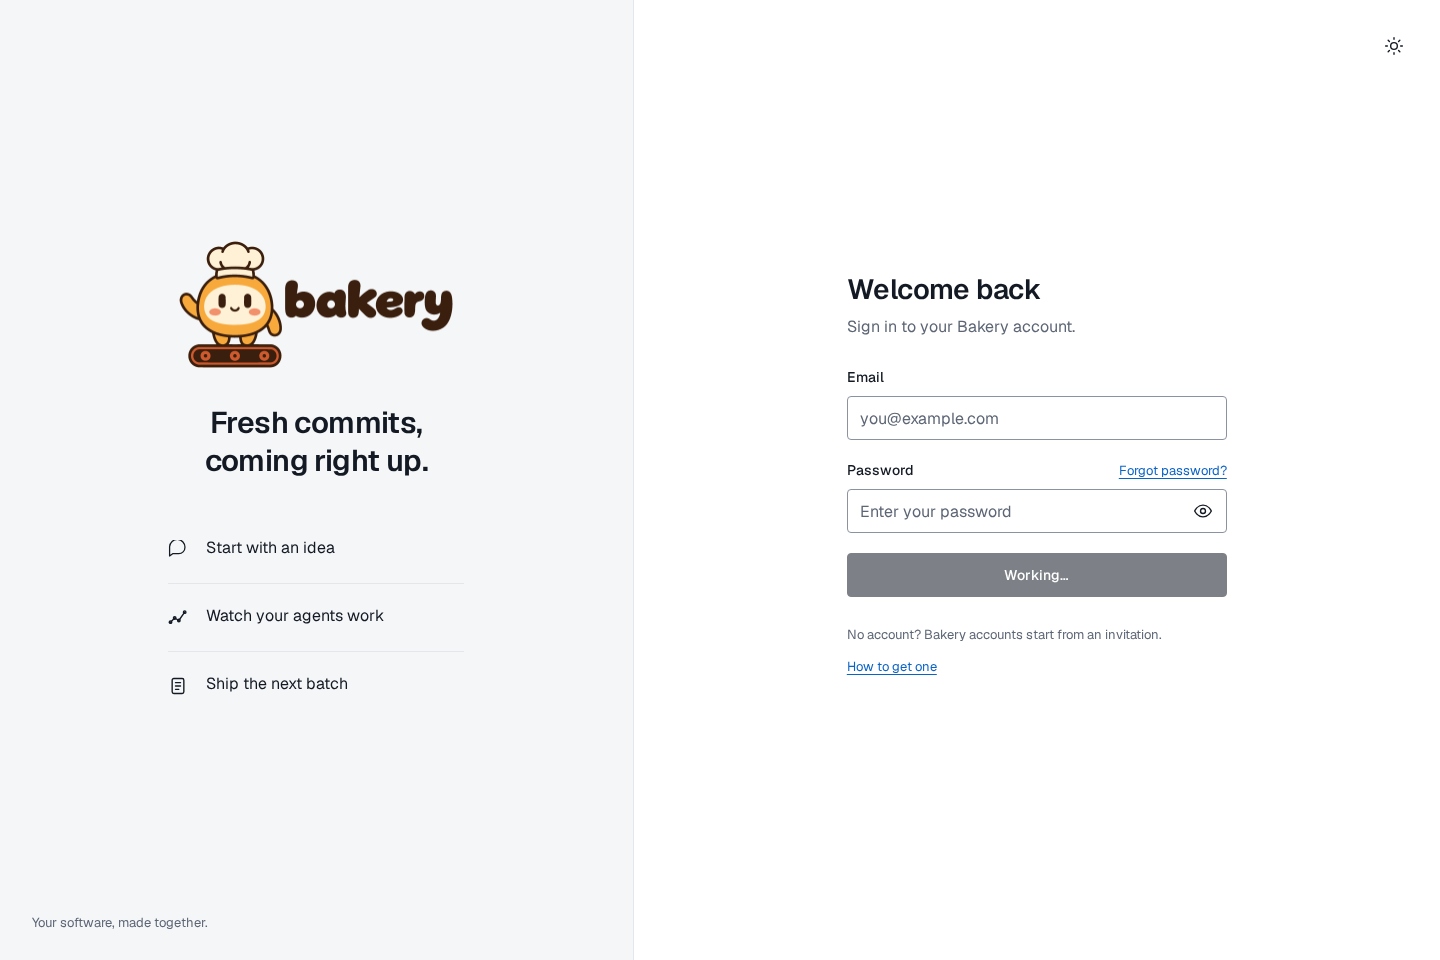 bakery
Fresh commits,
coming right up.
Start with an idea
Watch your agents work
Ship the next batch
Your software, made together.
Welcome back
Sign in to your Bakery account.
Email
you@example.com
Password
Forgot password?
Enter your password
Working…
No account? Bakery accounts start from an invitation.
How to get one